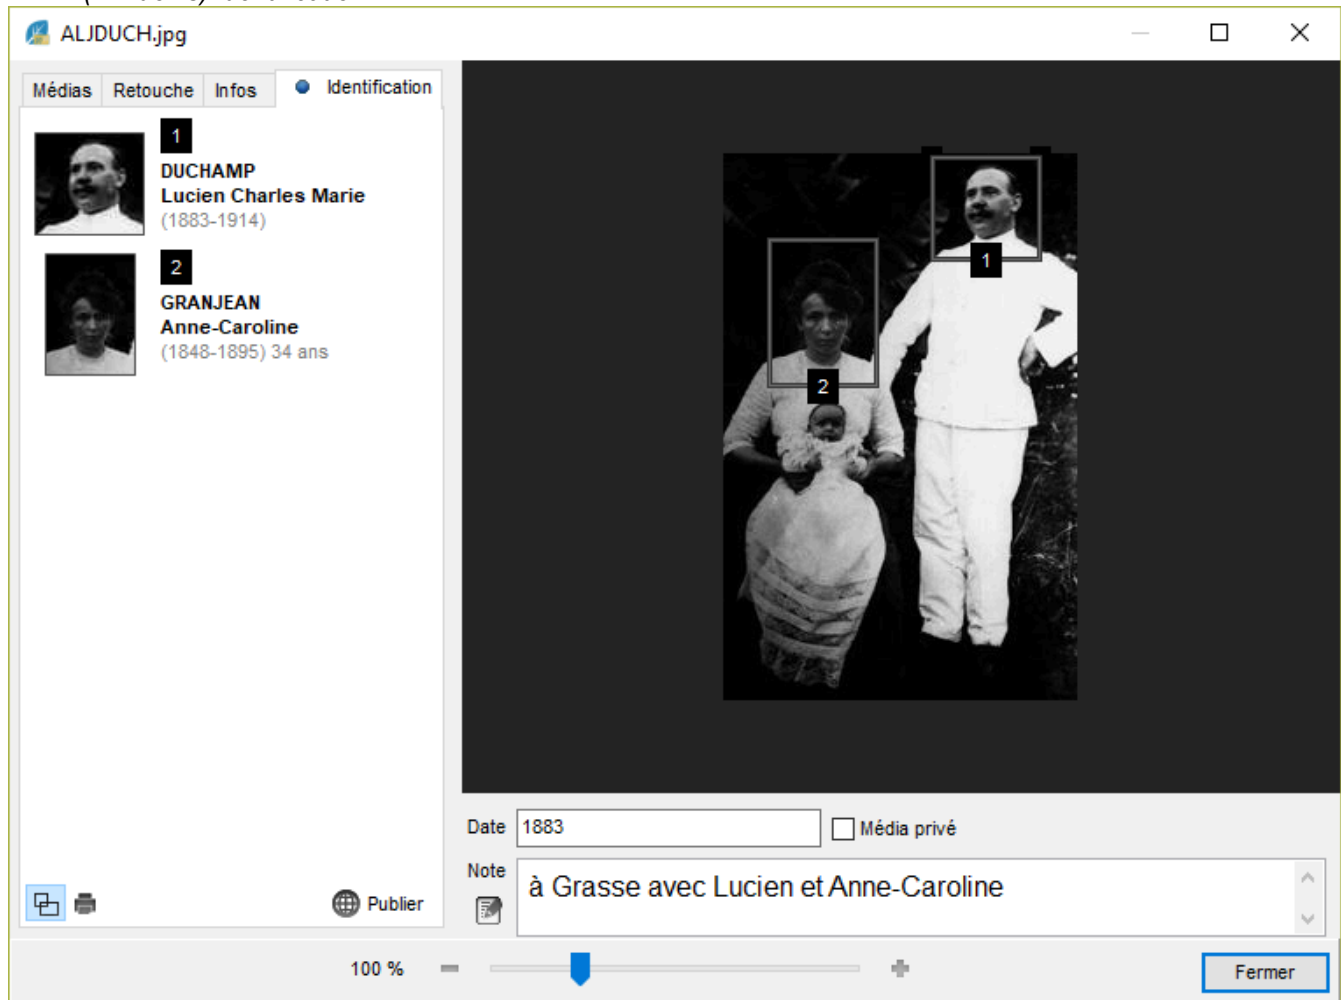 ALJDUCH.jpg
Médias Retouche Infos Identification
1
DUCHAMP
Lucien Charles Marie
(1883-1914)
2
GRANJEAN
Anne-Caroline
(1848-1895) 34 ans
1
2
Publier
Date 1883 Média privé
Note
à Grasse avec Lucien et Anne-Caroline
100 %
Fermer